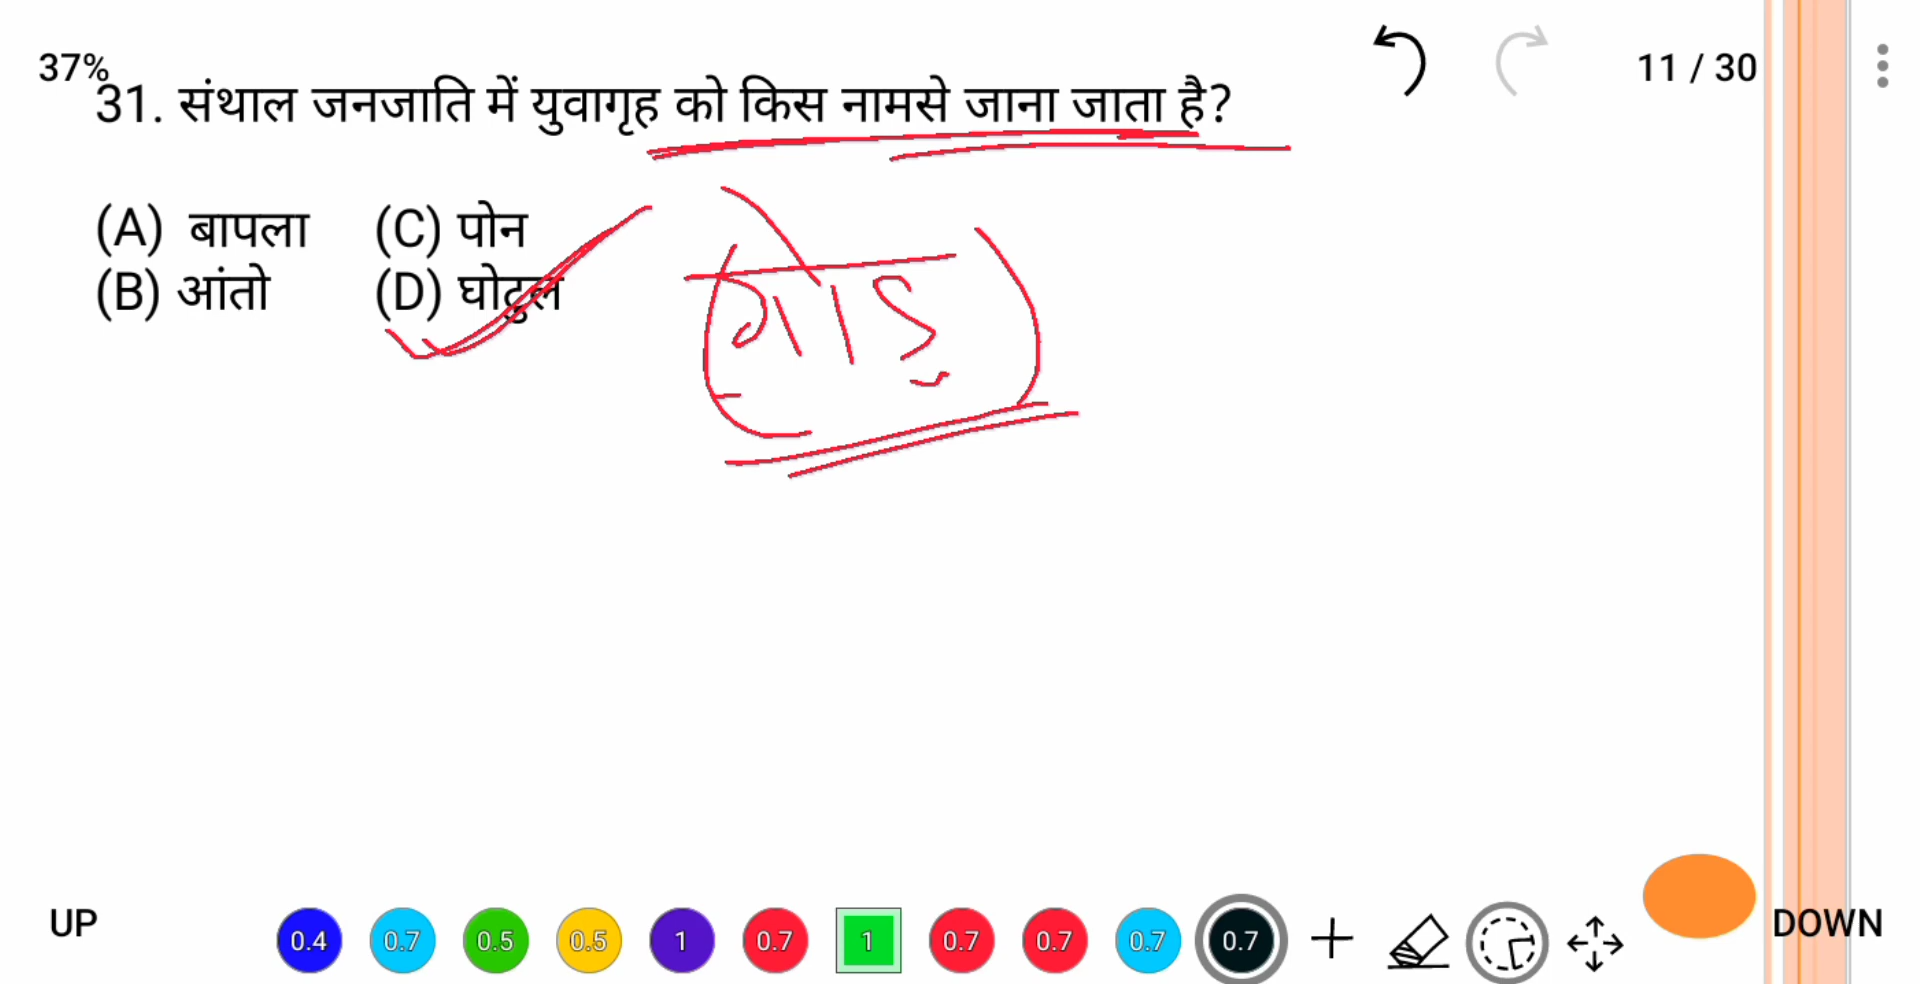 37%
11 / 30
31. संथाल जनजाति में युवागृह को किस नामसे जाना जाता है?
(A) बापला (C) पोन
(B) आंतो (D) घोटुल
UP
0.4 0.7 0.5 0.5 1 0.7 1 0.7 0.7 0.7 0.7
DOWN